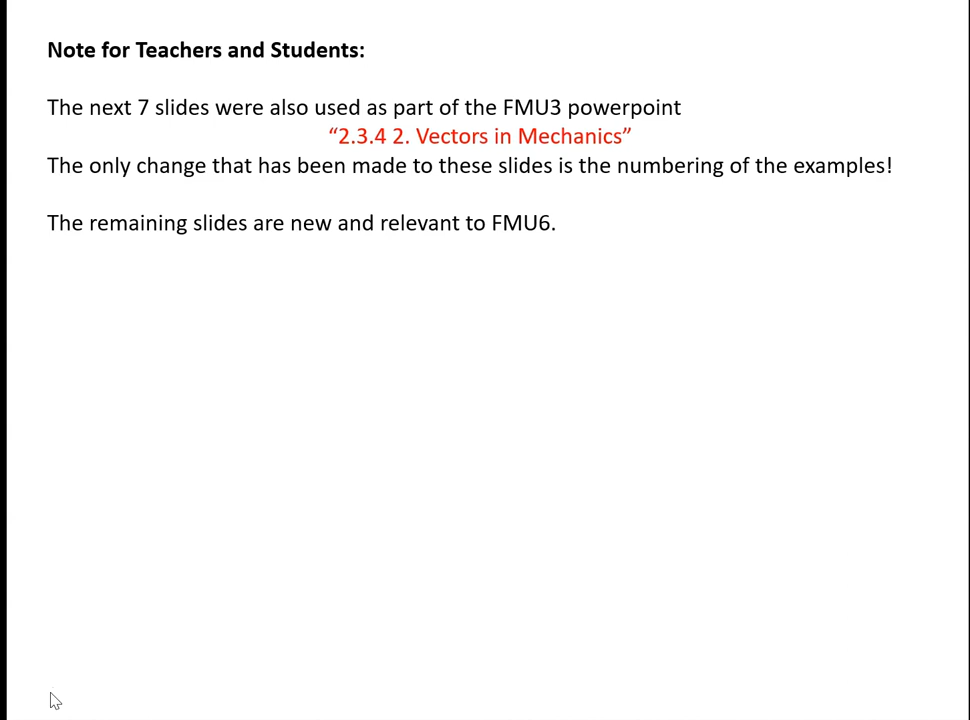 Note for Teachers and Students:
The next 7 slides were also used as part of the FMU3 powerpoint
“2.3.4 2. Vectors in Mechanics”
The only change that has been made to these slides is the numbering of the examples!
The remaining slides are new and relevant to FMU6.